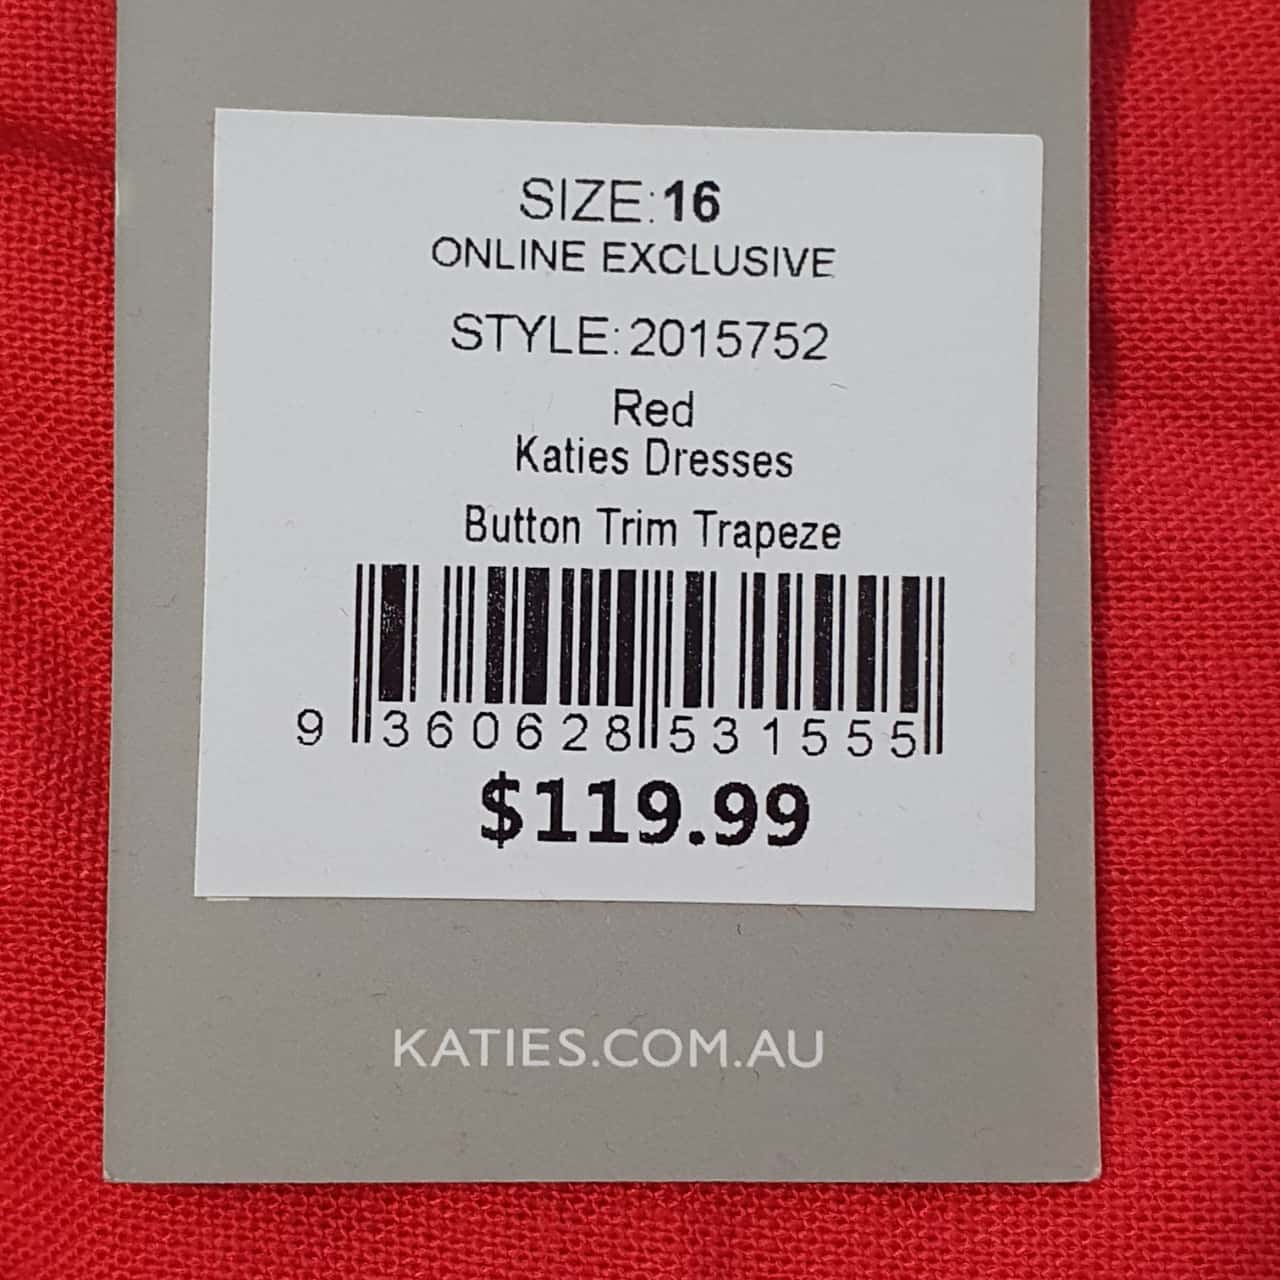 SIZE:16
ONLINE EXCLUSIVE
STYLE:2015752
Red
Katies Dresses
Button Trim Trapeze
9 360628 531555
$119.99
KATIES.COM.AU